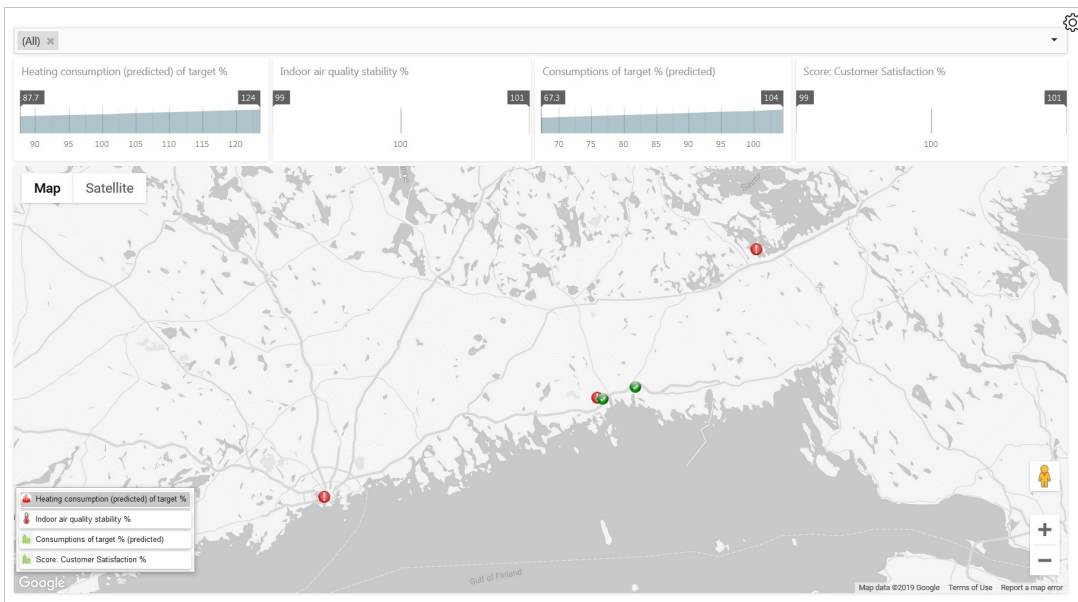 (All)
Heating consumption (predicted) of target %
87.7
124
90 95 100 105 110 115 120
Indoor air quality stability %
99
101
100
Consumptions of target % (predicted)
67.3
104
70 75 80 85 90 95 100
Score: Customer Satisfaction %
99
101
100
Map
Satellite
Heating consumption (predicted) of target %
Indoor air quality stability %
Consumptions of target % (predicted)
Score: Customer Satisfaction %
Gulf of Finland
Google
Map data ©2019 Google Terms of Use Report a map error